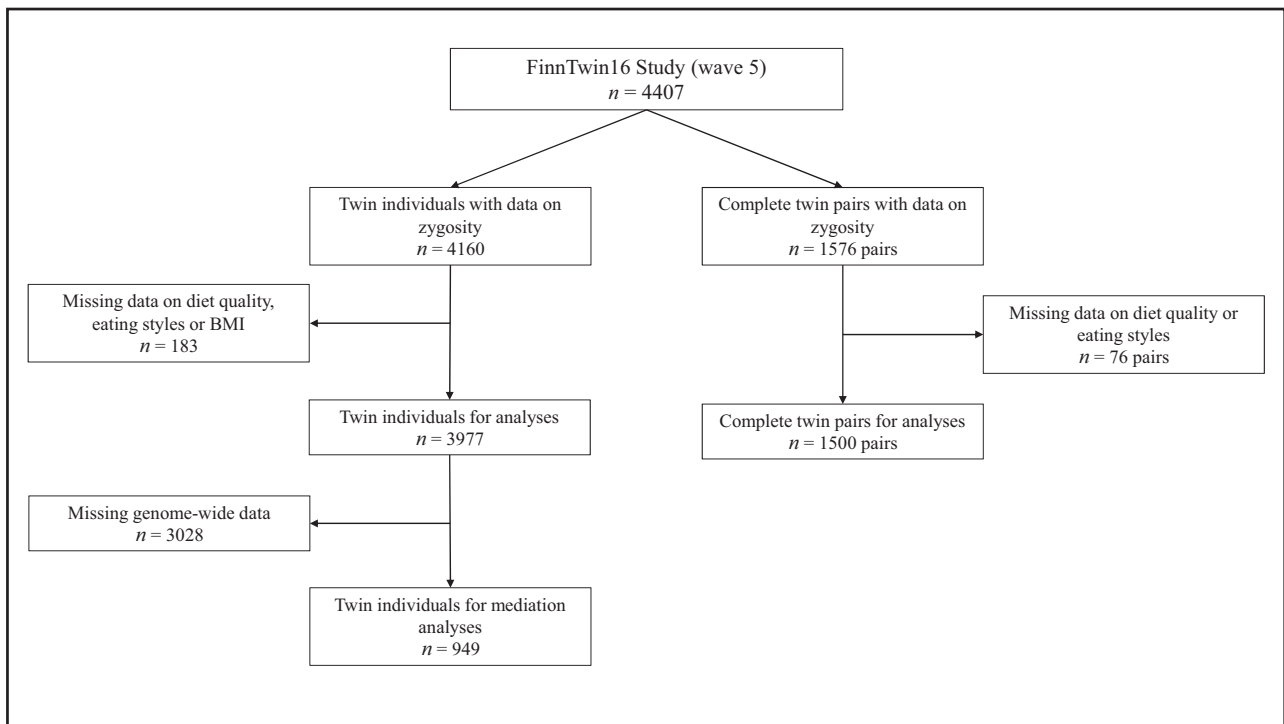 FinnTwin16 Study (wave 5)
n = 4407
Twin individuals with data on
zygosity
n = 4160
Complete twin pairs with data on
zygosity
n = 1576 pairs
Missing data on diet quality,
eating styles or BMI
n = 183
Missing data on diet quality or
eating styles
n = 76 pairs
Twin individuals for analyses
n = 3977
Complete twin pairs for analyses
n = 1500 pairs
Missing genome-wide data
n = 3028
Twin individuals for mediation
analyses
n = 949